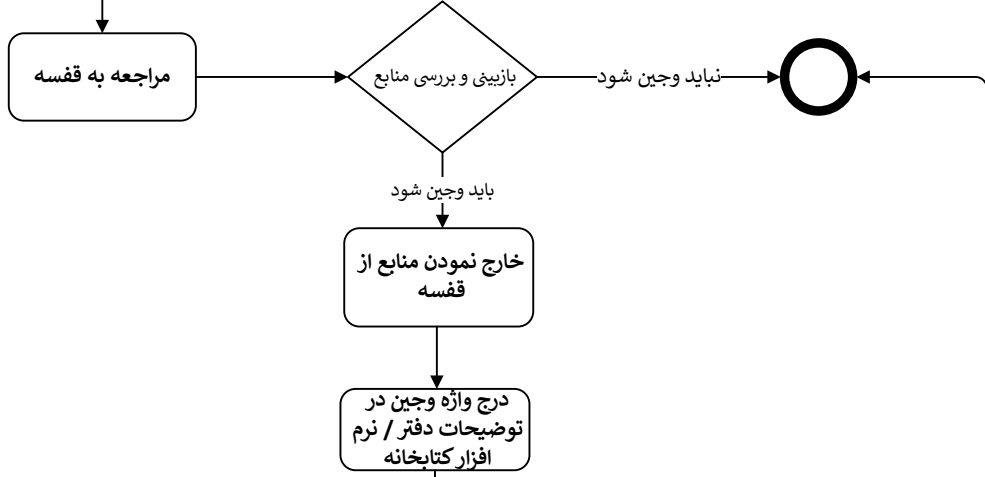 مراجعه به قفسه
بازبینی و بررسی منابع
نباید وجین شود
باید وجین شود
خارج نمودن منابع از
قفسه
درج واژه وجین در
توضیحات دفتر / نرم
افزار کتابخانه